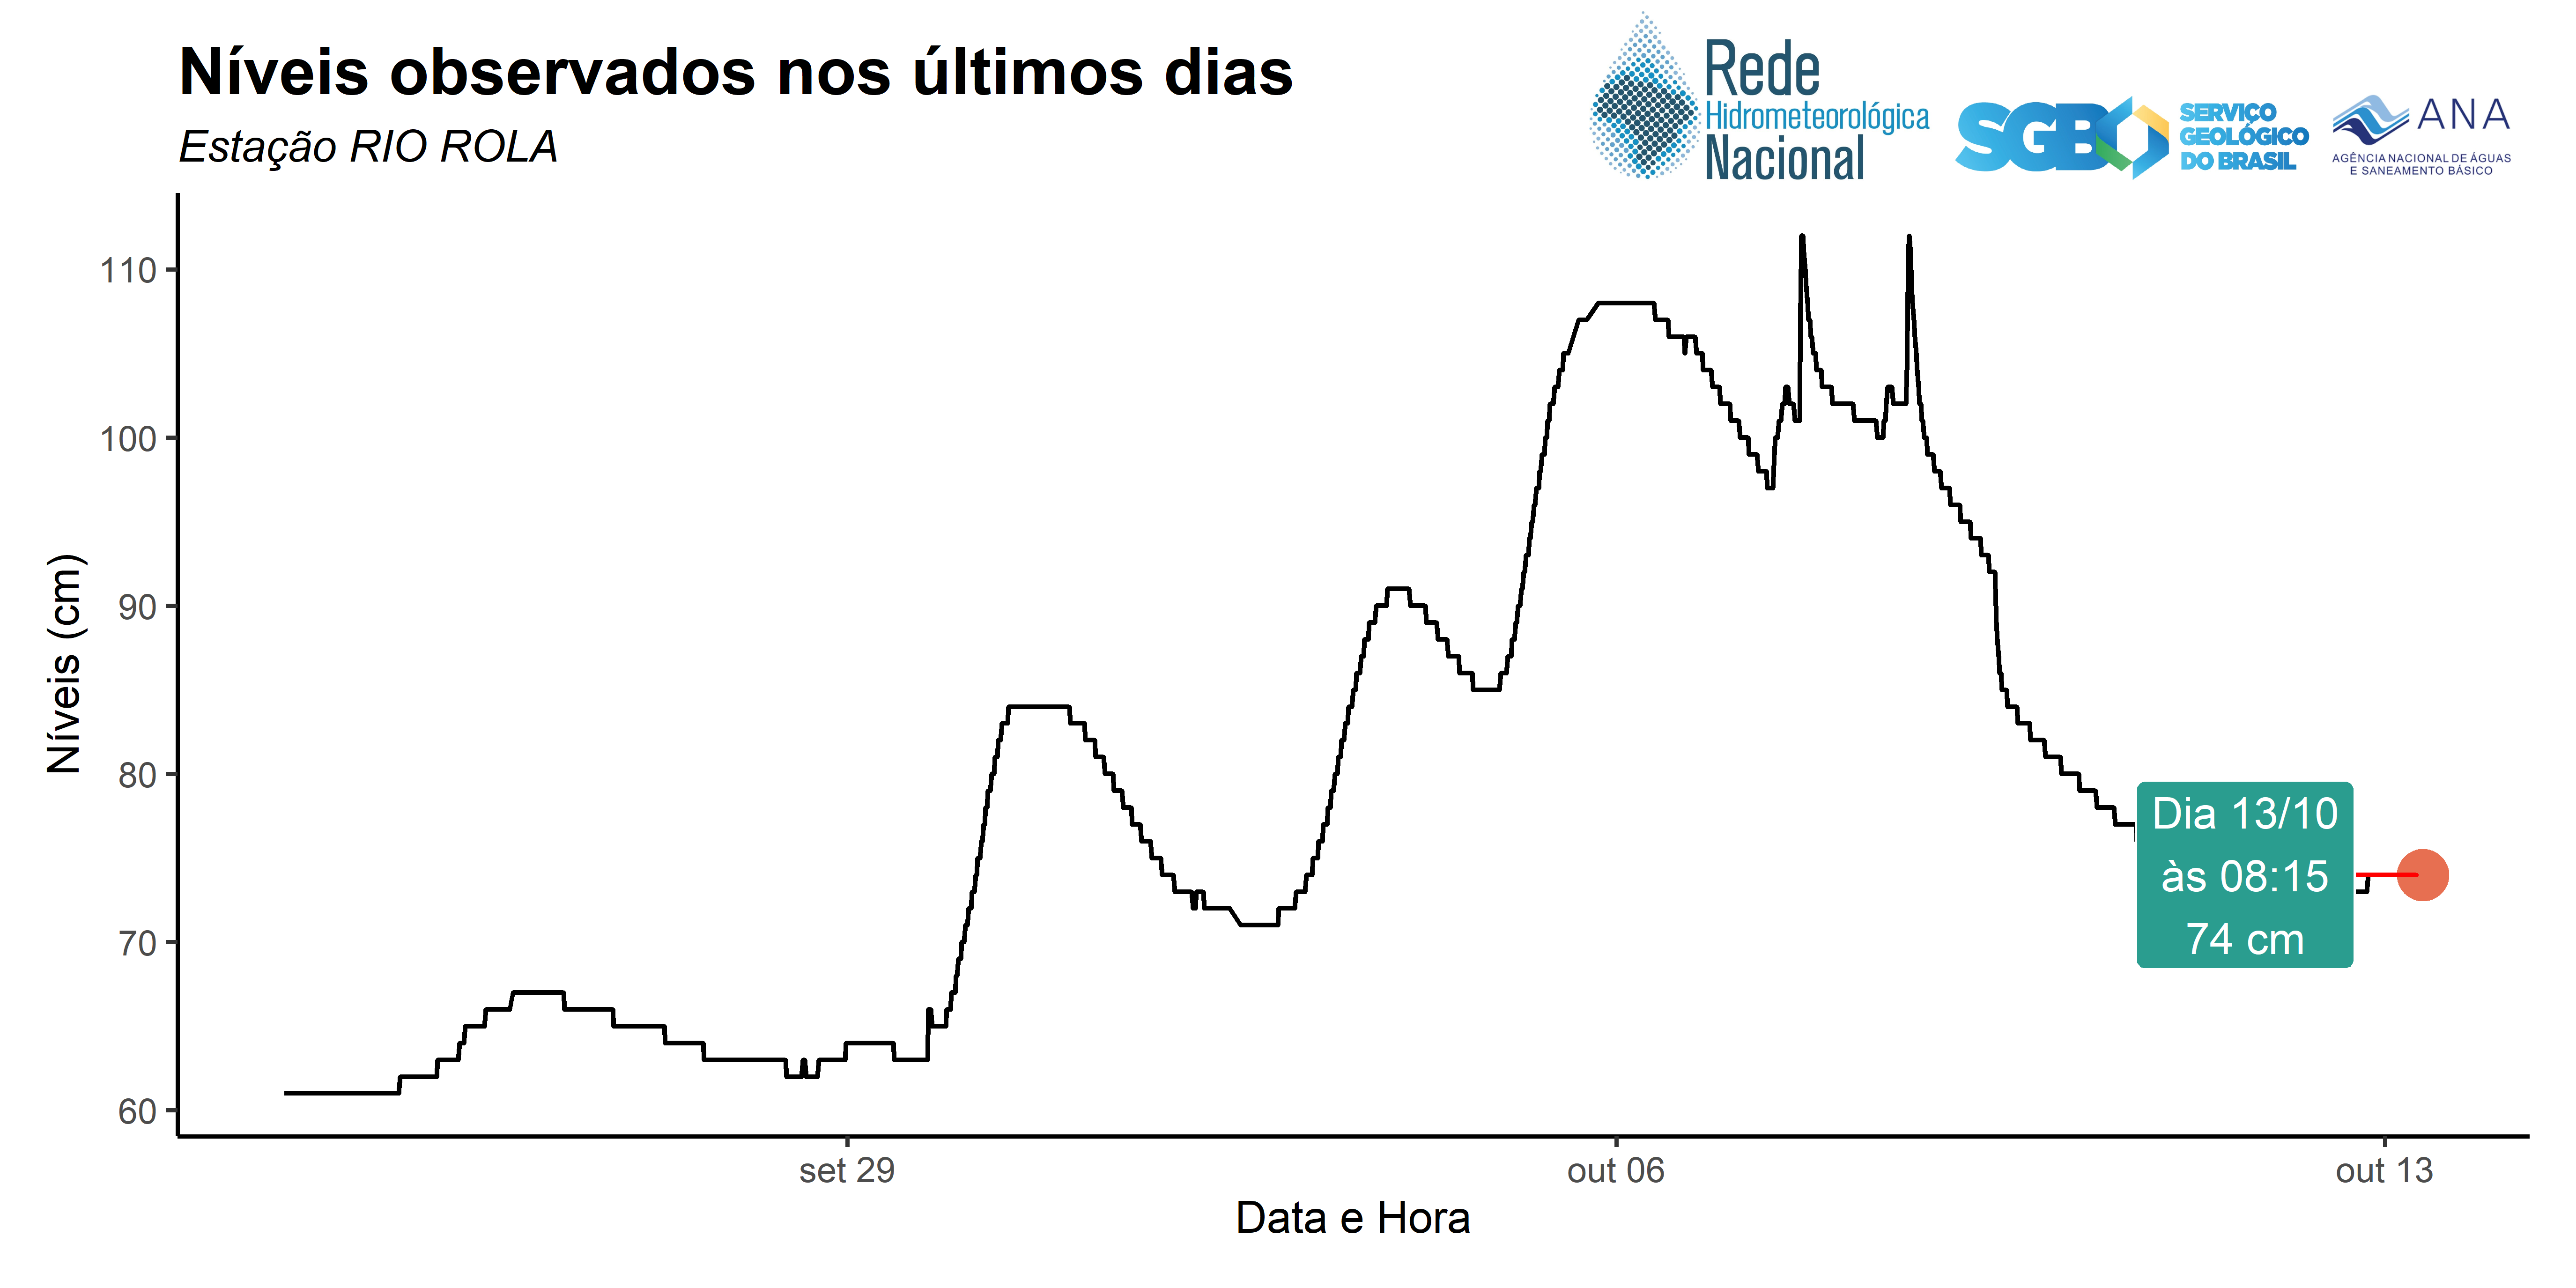 Níveis observados nos últimos dias
Estação RIO ROLA
Rede
Hidrometeorológica
Nacional
SGB
SERVIÇO
GEOLÓGICO
DO BRASIL
ANA
AGÊNCIA NACIONAL DE ÁGUAS
E SANEAMENTO BÁSICO
Níveis (cm)
110
100
90
80
70
60
Dia 13/10
às 08:15
74 cm
set 29
out 06
out 13
Data e Hora